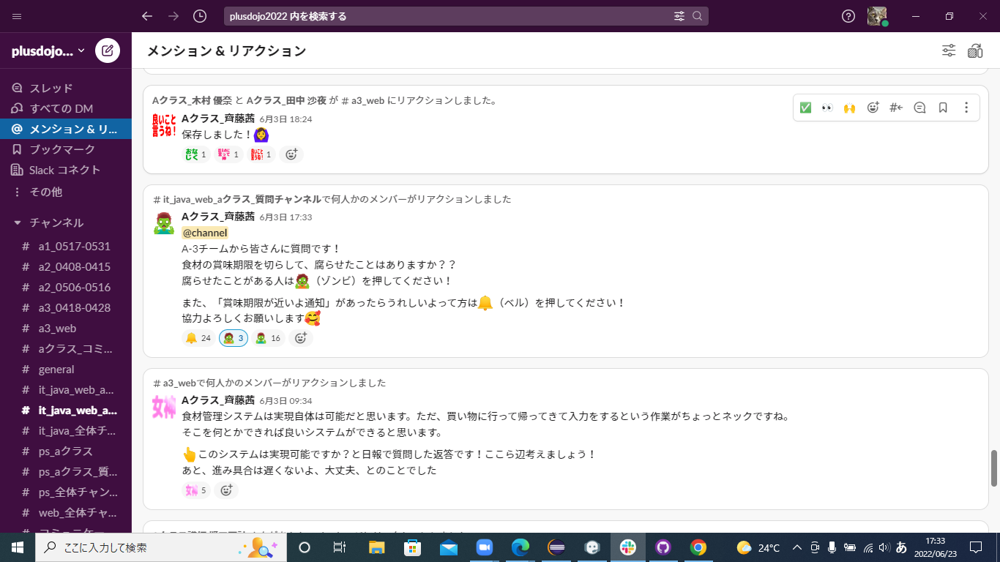 plusdojo2022 内を検索する
plusdojo...
メンション & リアクション
スレッド
すべての DM
メンション & リ...
ブックマーク
Slack コネクト
その他
チャンネル
# a1_0517-0531
# a2_0408-0415
# a2_0506-0516
# a3_0418-0428
# a3_web
# aクラス_コミ...
# general
# it_java_web_a...
# it_java_web_a...
# it_java_全体チ...
# ps_aクラス
# ps_aクラス_質...
# ps_全体チャン...
# web_全体チャ...
Aクラス_木村 優奈 と Aクラス_田中 沙夜 が # a3_web にリアクションしました。
良いこと言うね!
Aクラス_齊藤茜 6月3日 18:24
保存しました！
おなじく 1
1
良いこと言うね! 1
# it_java_web_aクラス_質問チャンネルで何人かのメンバーがリアクションしました
Aクラス_齊藤茜 6月3日 17:33
@channel
A-3チームから皆さんに質問です！
食材の賞味期限を切らして、腐らせたことはありますか？？
腐らせたことがある人は（ゾンビ）を押してください！
また、「賞味期限が近いよ通知」があったらうれしいよって方は（ベル）を押してください！
協力よろしくお願いします
24 3 16
# a3_webで何人かのメンバーがリアクションしました
女神
Aクラス_齊藤茜 6月3日 09:34
食材管理システムは実現自体は可能だと思います。ただ、買い物に行って帰ってきて入力をするという作業がちょっとネックですね。
そこを何とかできれば良いシステムができると思います。
このシステムは実現可能ですか？と日報で質問した返答です！ここら辺考えましょう！
あと、進み具合は遅くないよ、大丈夫、とのことでした
女神 5
ここに入力して検索
24°C
あ
17:33
2022/06/23